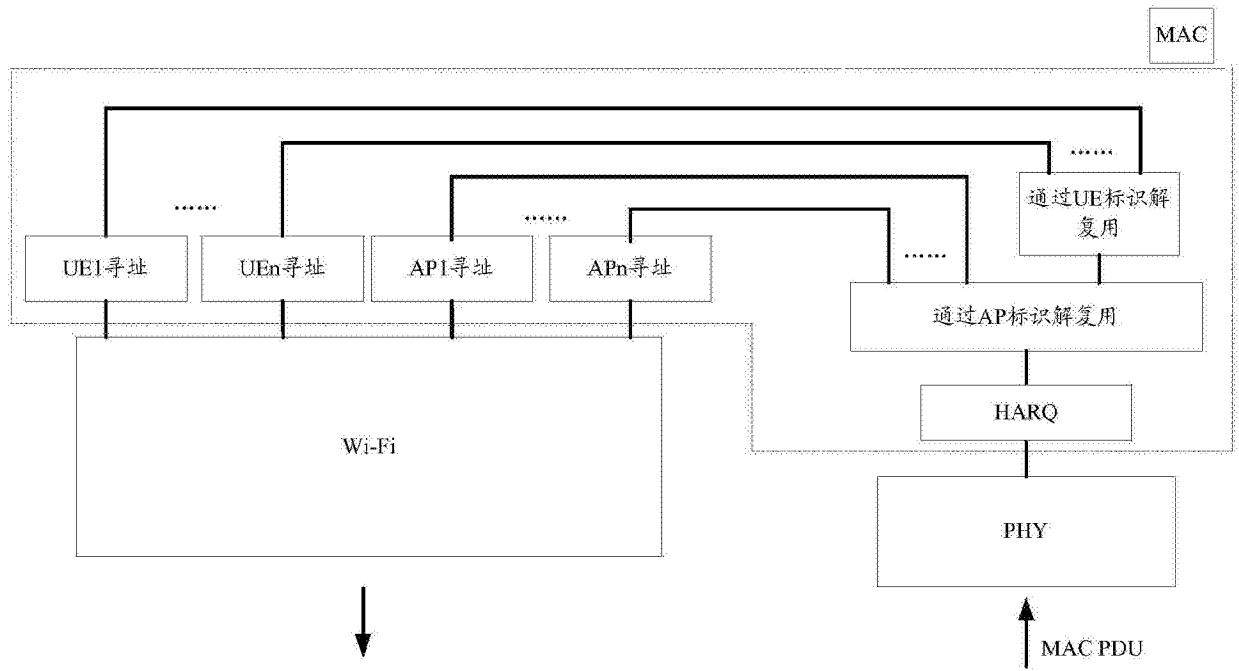 MAC
……
通过UE标识解
复用
……
……
……
UE1寻址
UEn寻址
AP1寻址
APn寻址
通过AP标识解复用
HARQ
Wi-Fi
PHY
MAC PDU